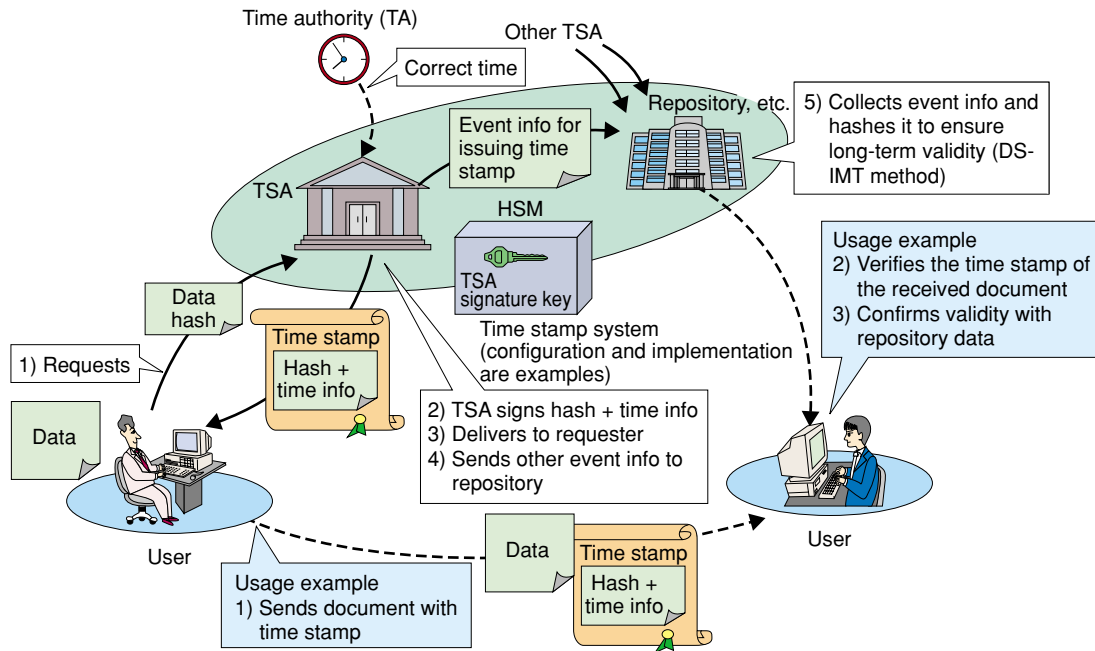 Time authority (TA)
Correct time
Other TSA
Repository, etc.
5) Collects event info and
hashes it to ensure
long-term validity (DS-
IMT method)
Event info for
issuing time
stamp
TSA
HSM
TSA
signature key
Usage example
2) Verifies the time stamp of
the received document
3) Confirms validity with
repository data
Data
hash
1) Requests
Time stamp
Hash +
time info
Time stamp system
(configuration and implementation
are examples)
2) TSA signs hash + time info
3) Delivers to requester
4) Sends other event info to
repository
Data
User
User
Usage example
1) Sends document with
time stamp
Data
Time stamp
Hash +
time info